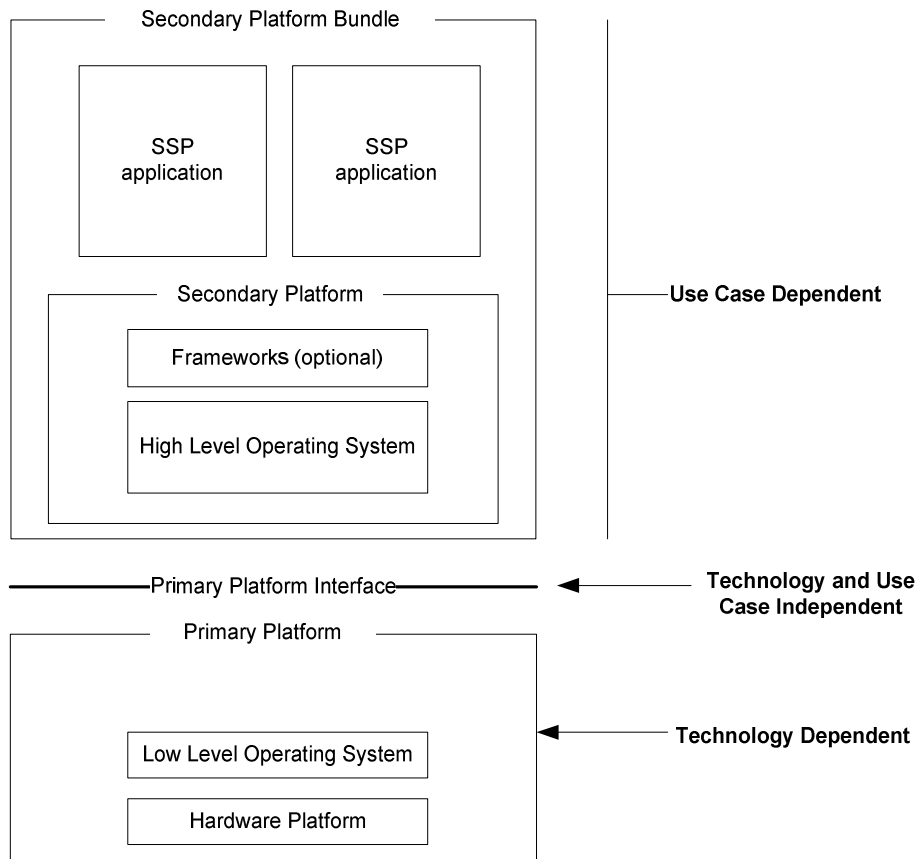 Secondary Platform Bundle
SSP
application
SSP
application
Secondary Platform
Use Case Dependent
Frameworks (optional)
High Level Operating System
Primary Platform Interface
Technology and Use
Case Independent
Primary Platform
Technology Dependent
Low Level Operating System
Hardware Platform